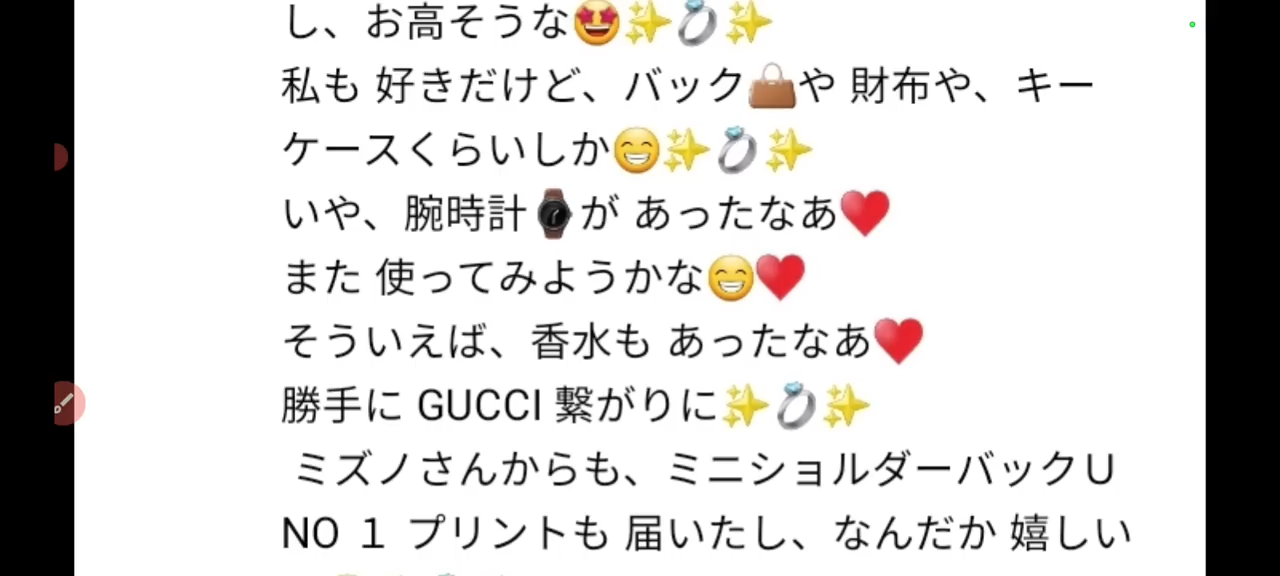 し、お高そうな🤩✨💍✨
私も 好きだけど、バック👜や 財布や、キー
ケースくらいしか😁✨💍✨
いや、腕時計⌚が あったなあ♥
また 使ってみようかな😁♥
そういえば、香水も あったなあ♥
勝手に GUCCI 繋がりに✨💍✨
ミズノさんからも、ミニショルダーバックU
NO １ プリントも 届いたし、なんだか 嬉しい